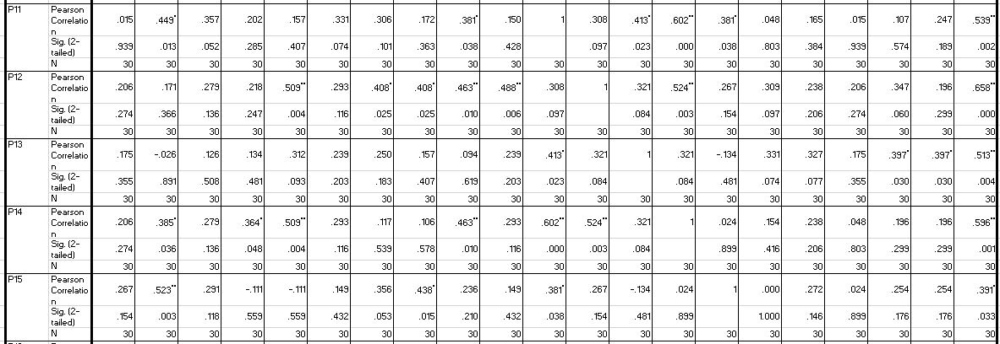 P11 Pearson Correlatio n .015 .449* .357 .202 .157 .331 .306 .172 .381* .150 1 .308 .413* .602** .381* .048 .165 .015 .107 .247 .539**
Sig. (2- tailed) .939 .013 .052 .285 .407 .074 .101 .363 .038 .428 .097 .023 .000 .038 .803 .384 .939 .574 .189 .002
N 30 30 30 30 30 30 30 30 30 30 30 30 30 30 30 30 30 30 30 30 30
P12 Pearson Correlatio n .206 .171 .279 .218 .509** .293 .408* .408* .463** .488** .308 1 .321 .524** .267 .309 .238 .206 .347 .196 .658**
Sig. (2- tailed) .274 .366 .136 .247 .004 .116 .025 .025 .010 .006 .097 .084 .003 .154 .097 .206 .274 .060 .299 .000
N 30 30 30 30 30 30 30 30 30 30 30 30 30 30 30 30 30 30 30 30 30
P13 Pearson Correlatio n .175 -.026 .126 .134 .312 .239 .250 .157 .094 .239 .413* .321 1 .321 -.134 .331 .327 .175 .397* .397* .513**
Sig. (2- tailed) .355 .891 .508 .481 .093 .203 .183 .407 .619 .203 .023 .084 .084 .481 .074 .077 .355 .030 .030 .004
N 30 30 30 30 30 30 30 30 30 30 30 30 30 30 30 30 30 30 30 30 30
P14 Pearson Correlatio n .206 .385* .279 .364* .509** .293 .117 .106 .463** .293 .602** .524** .321 1 .024 .154 .238 .048 .196 .196 .596**
Sig. (2- tailed) .274 .036 .136 .048 .004 .116 .539 .578 .010 .116 .000 .003 .084 .899 .416 .206 .803 .299 .299 .001
N 30 30 30 30 30 30 30 30 30 30 30 30 30 30 30 30 30 30 30 30 30
P15 Pearson Correlatio n .267 .523** .291 -.111 -.111 .149 .356 .438* .236 .149 .381* .267 -.134 .024 1 .000 .272 .024 .254 .254 .391*
Sig. (2- tailed) .154 .003 .118 .559 .559 .432 .053 .015 .210 .432 .038 .154 .481 .899 1.000 .146 .899 .176 .176 .033
N 30 30 30 30 30 30 30 30 30 30 30 30 30 30 30 30 30 30 30 30 30